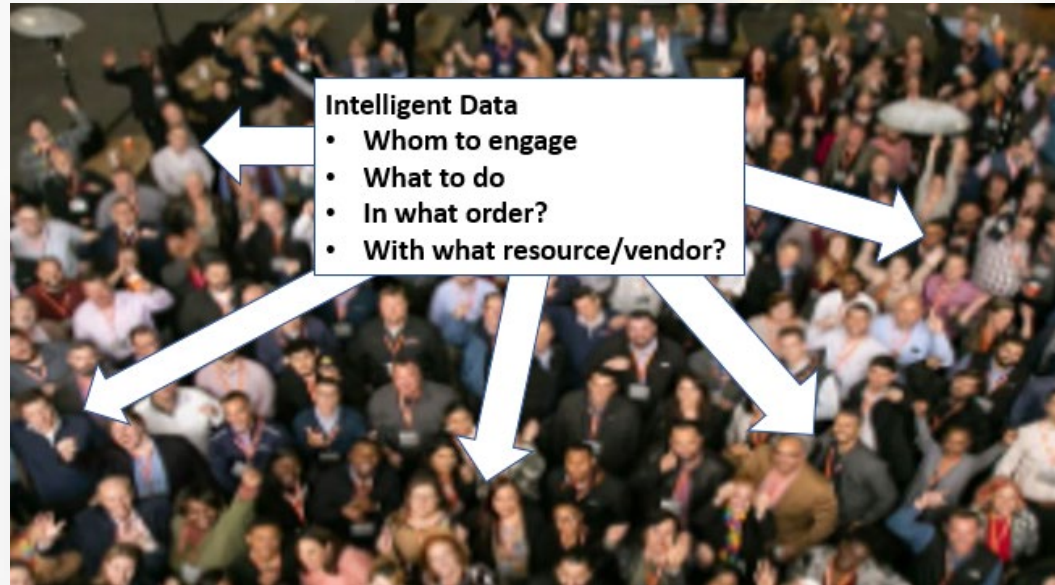 Intelligent Data
• Whom to engage
• What to do
• In what order?
• With what resource/vendor?